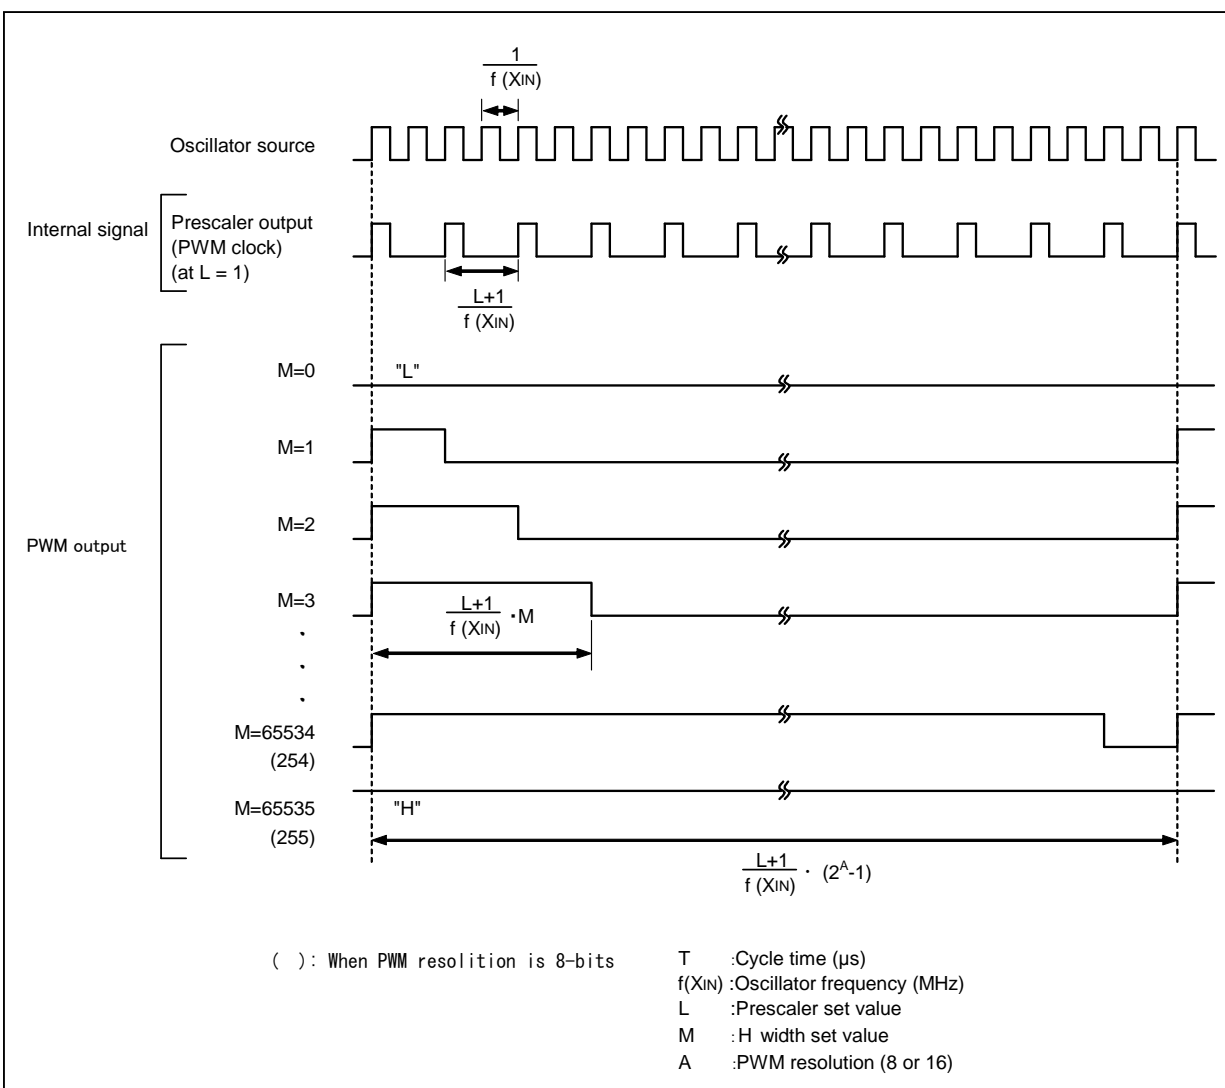 1
f (XIN)
Oscillator source
Internal signal
Prescaler output
(PWM clock)
(at L = 1)
L+1
f (XIN)
M=0
"L"
M=1
M=2
PWM output
M=3
L+1
f (XIN)
・M
.
.
.
M=65534
(254)
M=65535
(255)
"H"
L+1
f (XIN)
・ (2^A-1)
( ): When PWM resolition is 8-bits
T :Cycle time (µs)
f(XIN) :Oscillator frequency (MHz)
L :Prescaler set value
M :H width set value
A :PWM resolution (8 or 16)